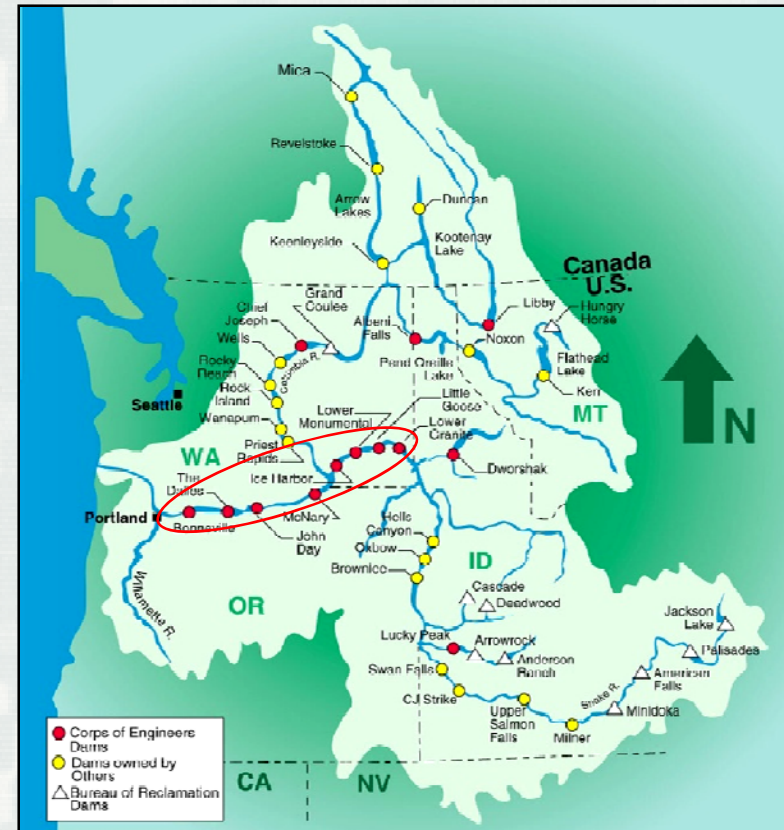 Mica
Revelstoke
Arrow
Lakes
Duncan
Kootenay
Lake
Keenleyside
Canada
U.S.
Chief
Joseph
Grand
Coulee
Albeni
Falls
Libby
Hungry
Horse
Noxon
Wells
Columbia R.
Pend Oreille
Lake
Flathead
Lake
Rocky
Reach
Rock
Island
Kerr
Seattle
Wanapum
Lower
Monumental
Little
Goose
Lower
Granite
MT
N
WA
Priest
Rapids
Dworshak
The
Dalles
Ice Harbor
Portland
Bonneville
McNary
John
Day
Hells
Canyon
Oxbow
Brownlee
ID
Cascade
Deadwood
Willamette R.
OR
Jackson
Lake
Lucky Peak
Arrowrock
Palisades
Swan Falls
Anderson
Ranch
American
Falls
CJ Strike
Snake R.
Upper
Salmon
Falls
Minidoka
Milner
Corps of Engineers
Dams
Dams owned by
Others
Bureau of Reclamation
Dams
CA
NV